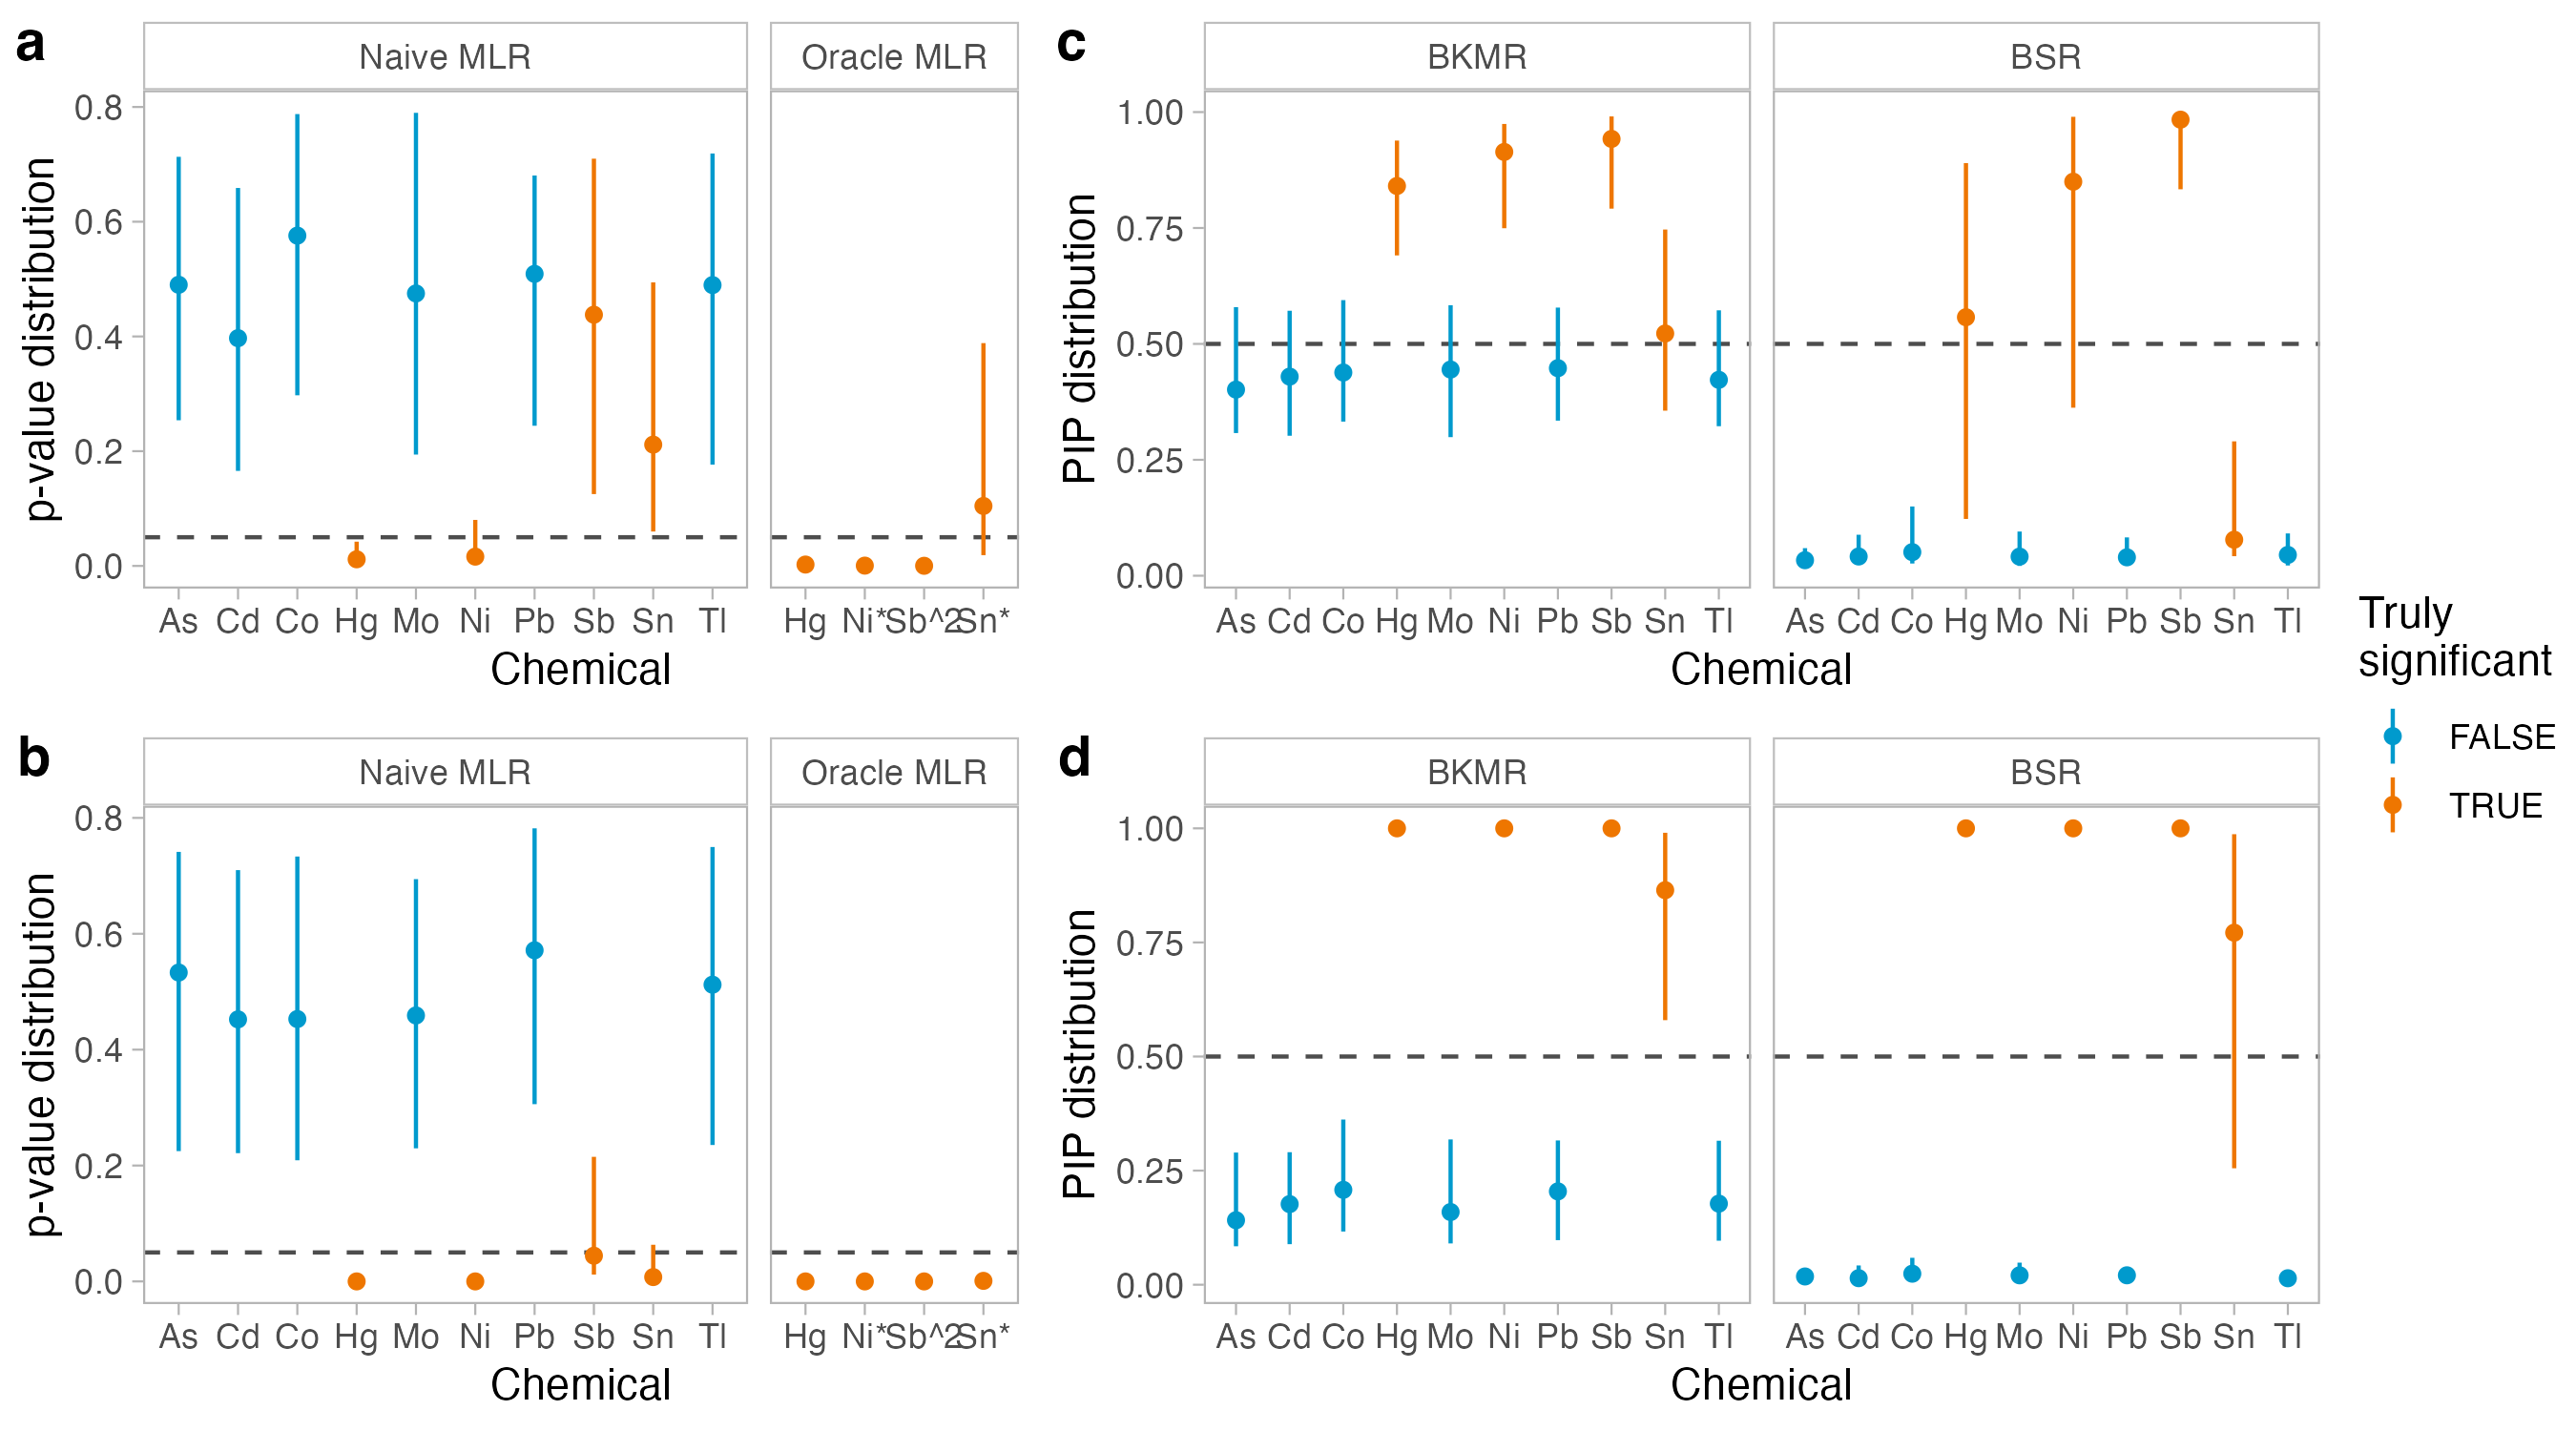 a
Naive MLR
Oracle MLR
p-value distribution
0.8
0.6
0.4
0.2
0.0
As Cd Co Hg Mo Ni Pb Sb Sn Tl
Hg Ni* Sb^2 Sn*
Chemical
c
BKMR
BSR
PIP distribution
1.00
0.75
0.50
0.25
0.00
As Cd Co Hg Mo Ni Pb Sb Sn Tl
As Cd Co Hg Mo Ni Pb Sb Sn Tl
Chemical
b
Naive MLR
Oracle MLR
p-value distribution
0.8
0.6
0.4
0.2
0.0
As Cd Co Hg Mo Ni Pb Sb Sn Tl
Hg Ni* Sb^2 Sn*
Chemical
d
BKMR
BSR
PIP distribution
1.00
0.75
0.50
0.25
0.00
As Cd Co Hg Mo Ni Pb Sb Sn Tl
As Cd Co Hg Mo Ni Pb Sb Sn Tl
Chemical
Truly
significant
FALSE
TRUE